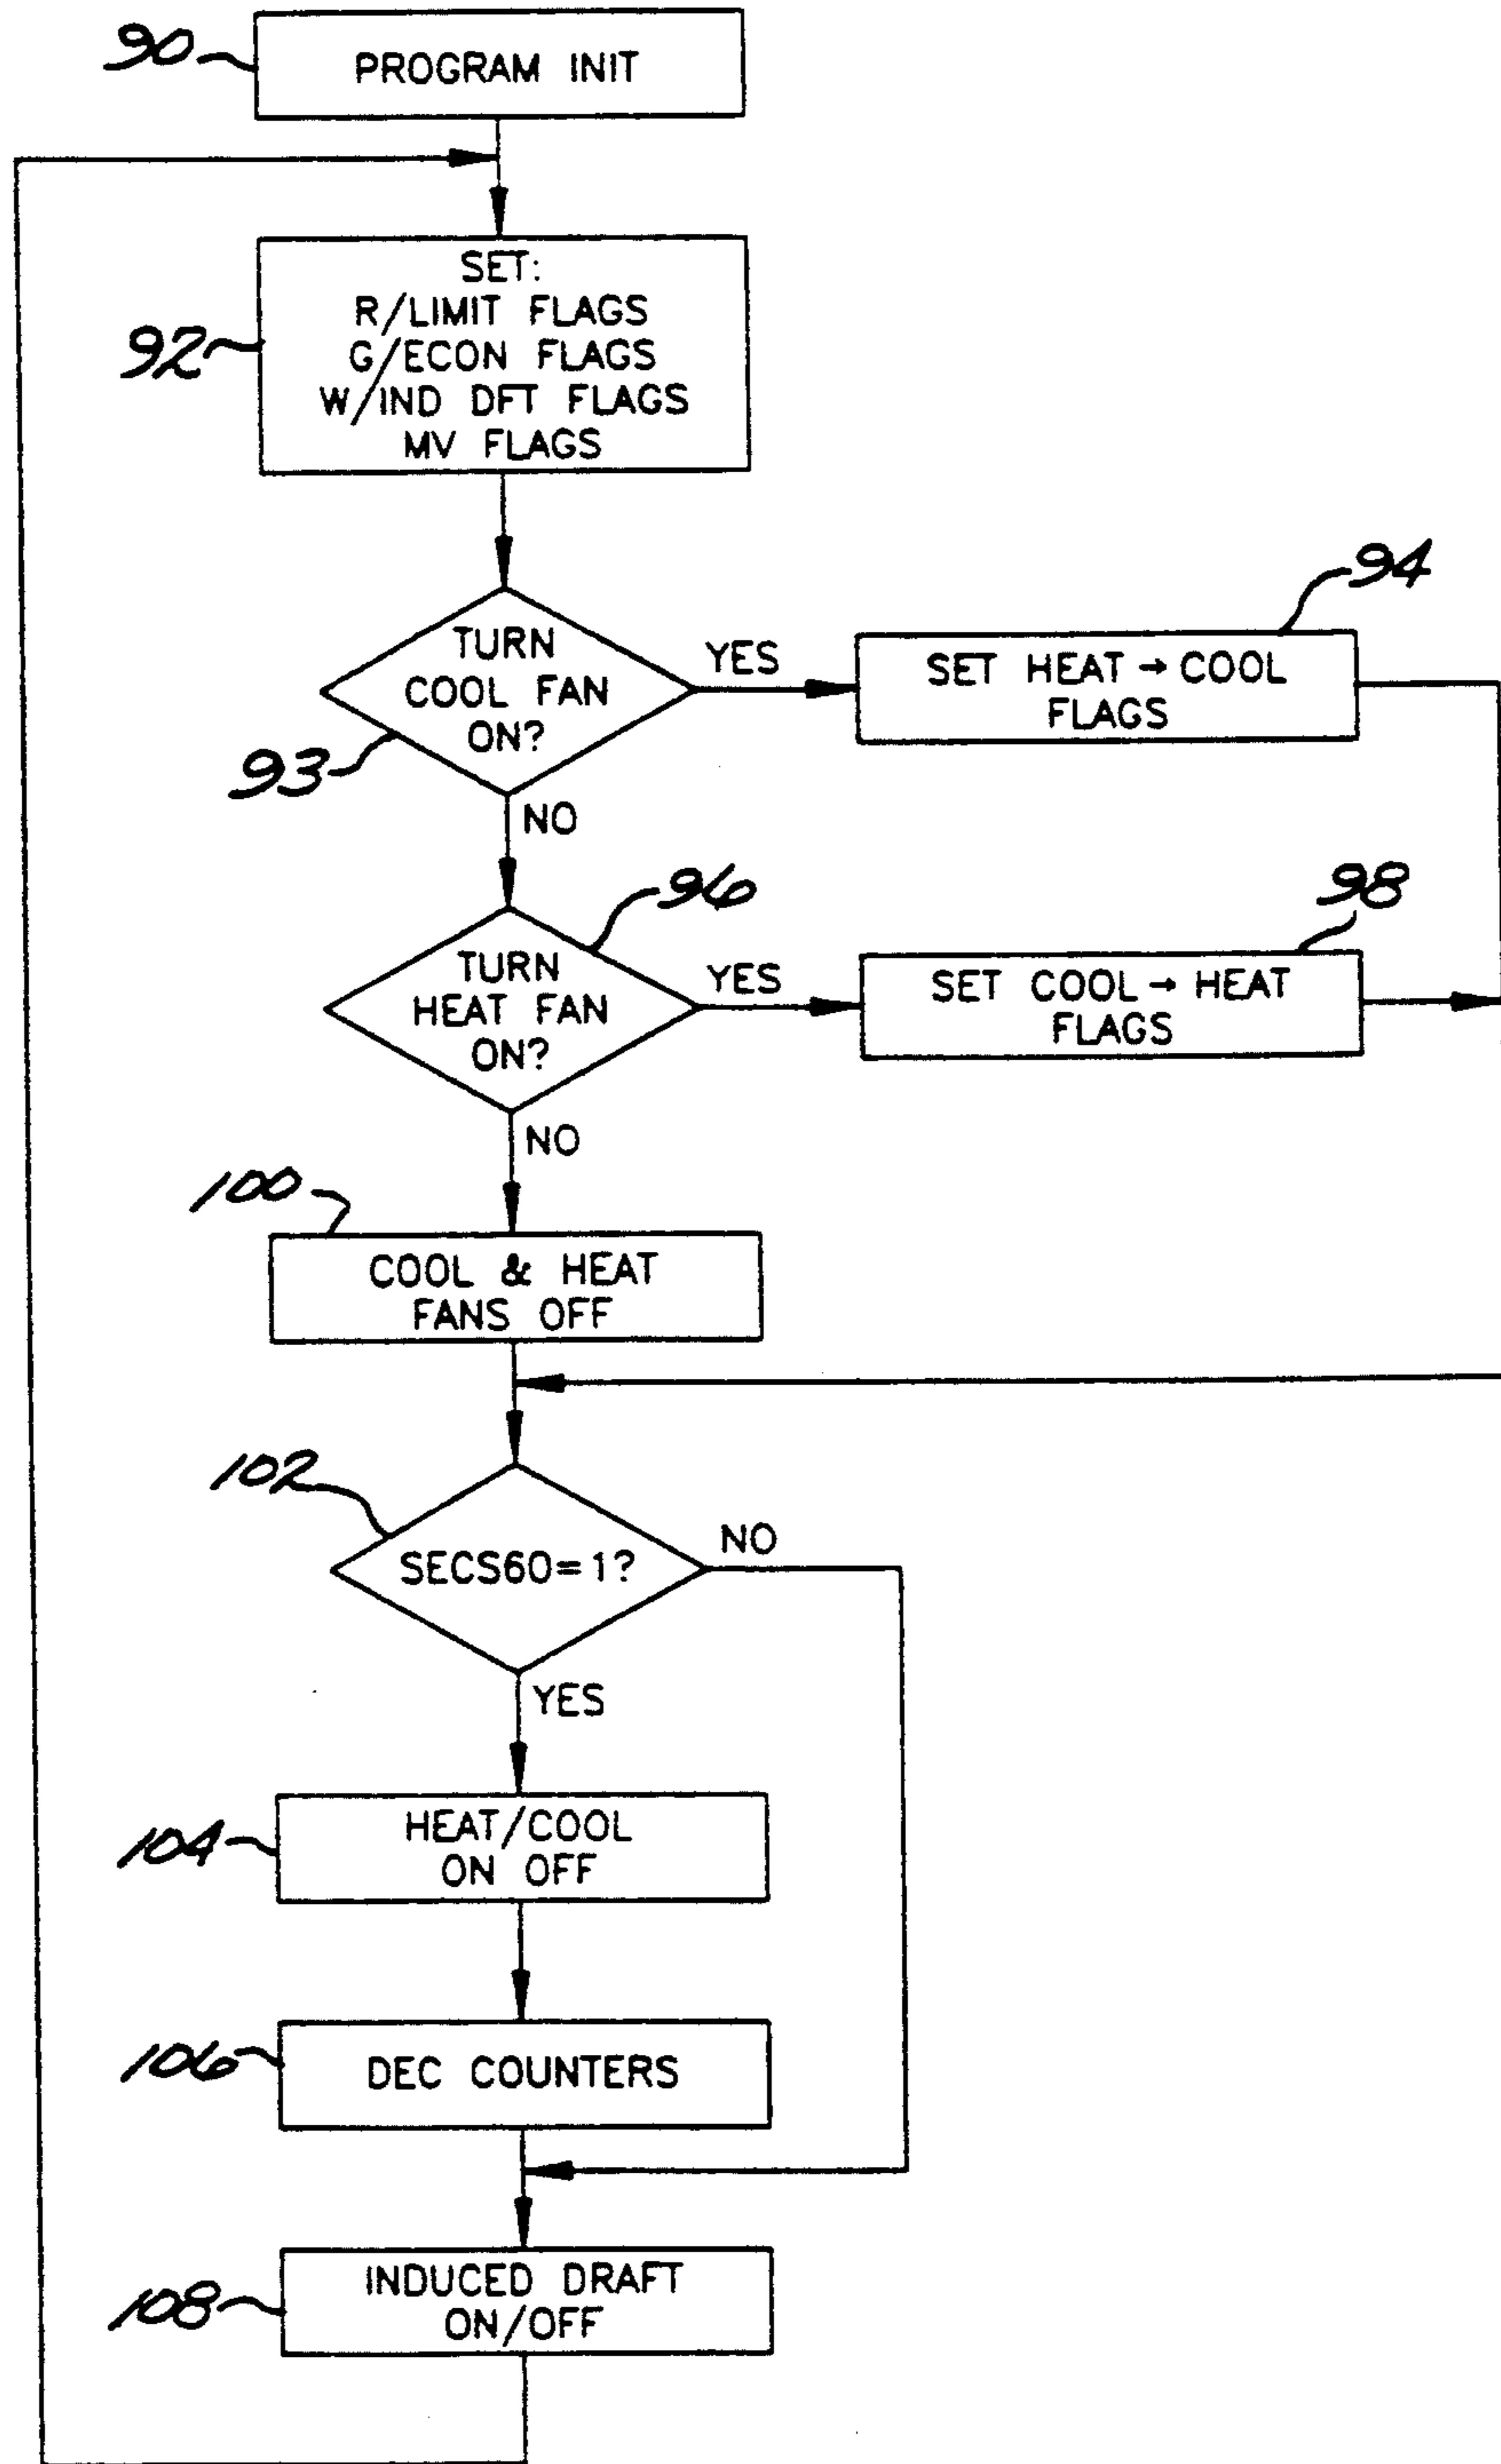 90
PROGRAM INIT
SET:
R/LIMIT FLAGS
G/ECON FLAGS
W/IND DFT FLAGS
MV FLAGS
92
TURN
COOL FAN
ON?
93
YES
94
SET HEAT → COOL
FLAGS
NO
96
TURN
HEAT FAN
ON?
YES
98
SET COOL → HEAT
FLAGS
NO
100
COOL & HEAT
FANS OFF
102
SECS60=1?
NO
YES
104
HEAT/COOL
ON OFF
106
DEC COUNTERS
108
INDUCED DRAFT
ON/OFF